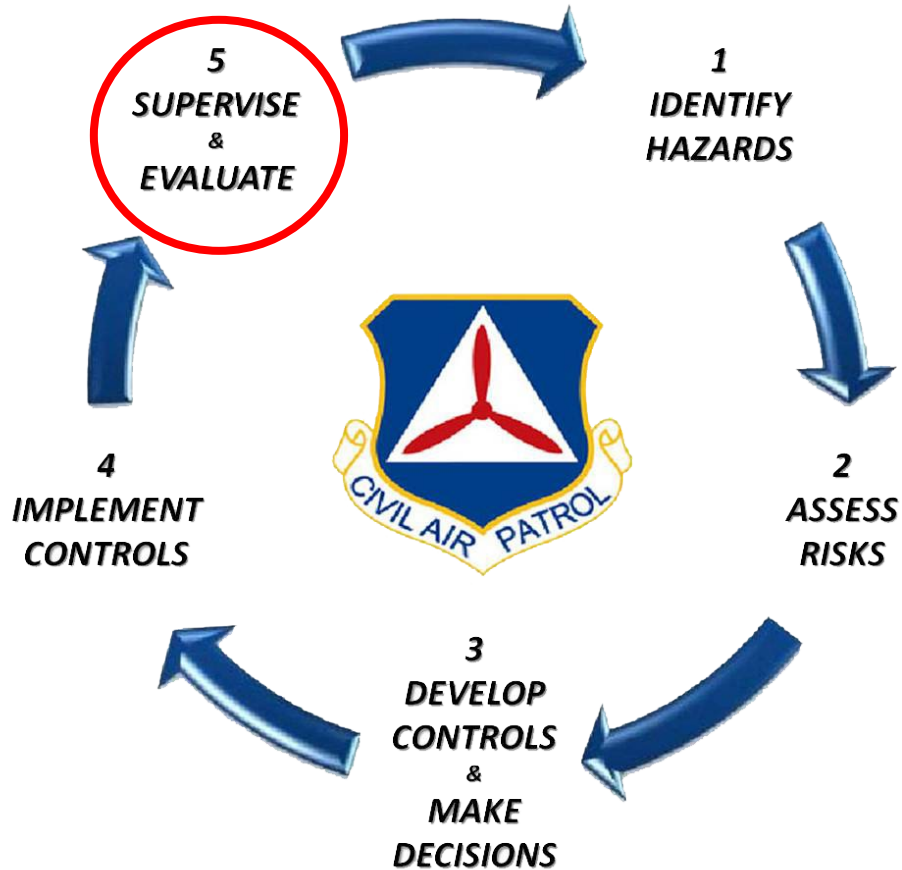 5
SUPERVISE
&
EVALUATE
1
IDENTIFY
HAZARDS
2
ASSESS
RISKS
3
DEVELOP
CONTROLS
&
MAKE
DECISIONS
4
IMPLEMENT
CONTROLS
CIVIL AIR PATROL